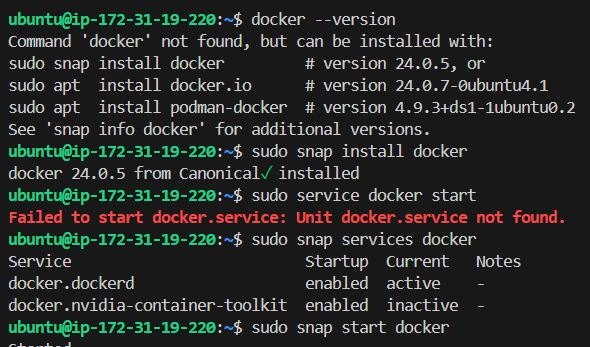 ubuntu@ip-172-31-19-220:~$ docker --version
Command 'docker' not found, but can be installed with:
sudo snap install docker         # version 24.0.5, or
sudo apt  install docker.io      # version 24.0.7-0ubuntu4.1
sudo apt  install podman-docker  # version 4.9.3+ds1-1ubuntu0.2
See 'snap info docker' for additional versions.
ubuntu@ip-172-31-19-220:~$ sudo snap install docker
docker 24.0.5 from Canonical✓ installed
ubuntu@ip-172-31-19-220:~$ sudo service docker start
Failed to start docker.service: Unit docker.service not found.
ubuntu@ip-172-31-19-220:~$ sudo snap services docker
Service                          Startup  Current   Notes
docker.dockerd                   enabled  active    -
docker.nvidia-container-toolkit  enabled  inactive  -
ubuntu@ip-172-31-19-220:~$ sudo snap start docker
Started